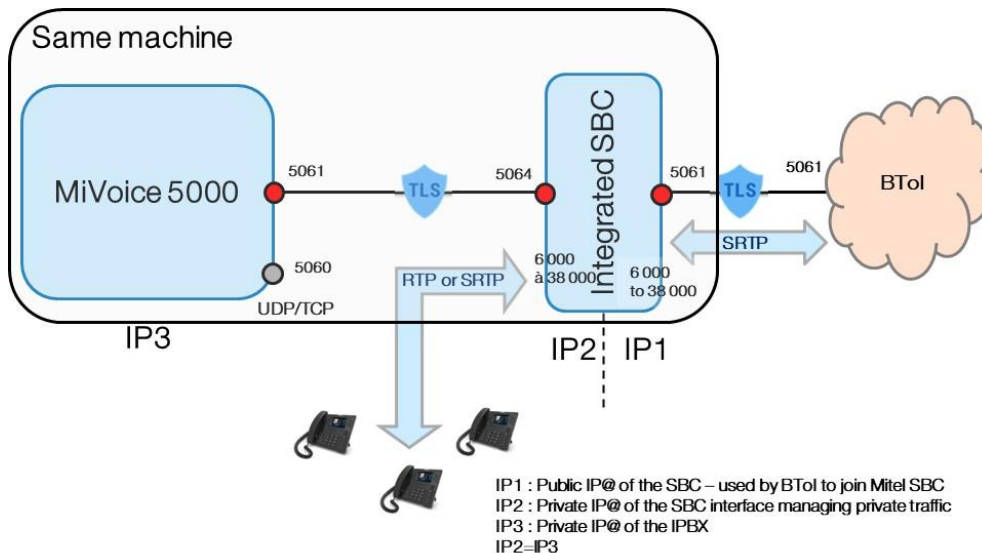 Same machine
MiVoice 5000
5061
TLS
5064
Integrated SBC
5061
TLS
5061
BToI
SRTP
5060
UDP/TCP
RTP or SRTP
6 000
à 38 000
6 000
to 38 000
IP3
IP2
IP1
IP1 : Public IP@ of the SBC – used by BToI to join Mitel SBC
IP2 : Private IP@ of the SBC interface managing private traffic
IP3 : Private IP@ of the IPBX
IP2=IP3